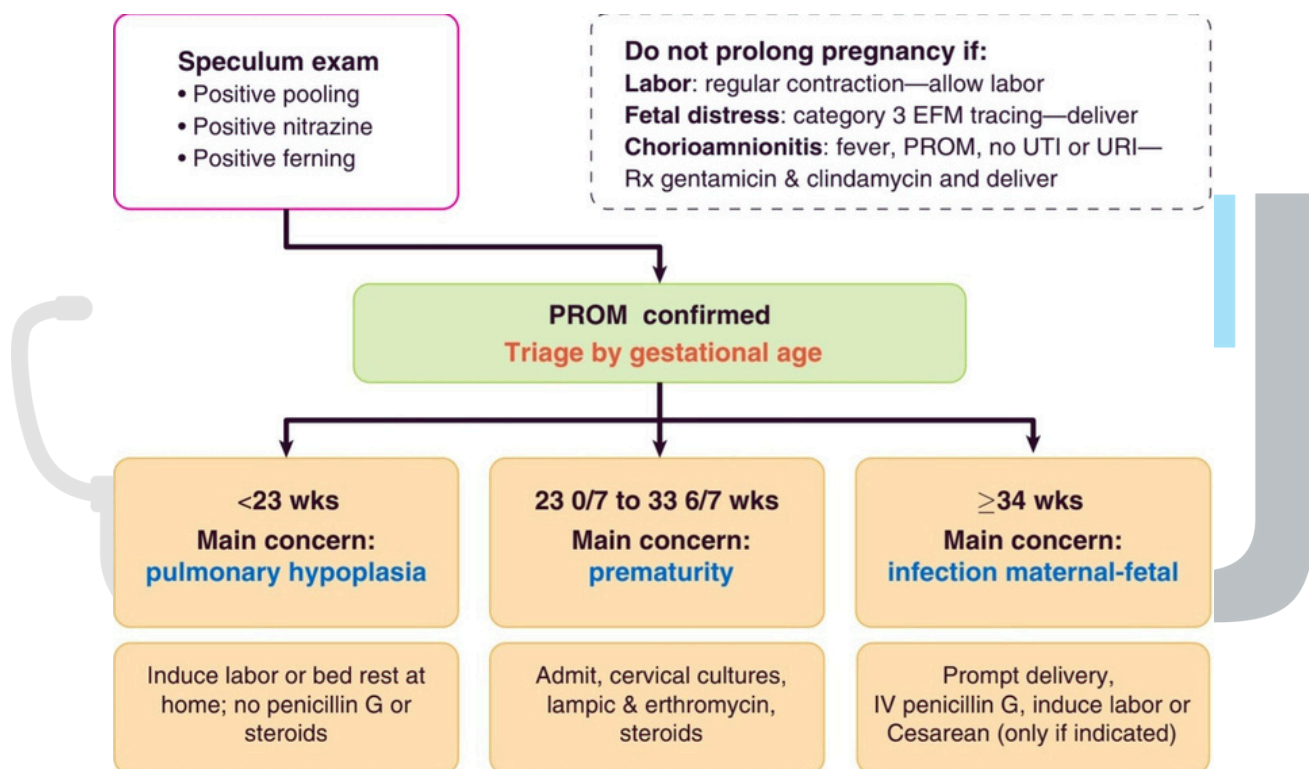 Speculum exam
• Positive pooling
• Positive nitrazine
• Positive ferning
Do not prolong pregnancy if:
Labor: regular contraction—allow labor
Fetal distress: category 3 EFM tracing—deliver
Chorioamnionitis: fever, PROM, no UTI or URI—
Rx gentamicin & clindamycin and deliver
PROM confirmed
Triage by gestational age
<23 wks
Main concern:
pulmonary hypoplasia
Induce labor or bed rest at
home; no penicillin G or
steroids
23 0/7 to 33 6/7 wks
Main concern:
prematurity
Admit, cervical cultures,
lampic & erthromycin,
steroids
≥34 wks
Main concern:
infection maternal-fetal
Prompt delivery,
IV penicillin G, induce labor or
Cesarean (only if indicated)